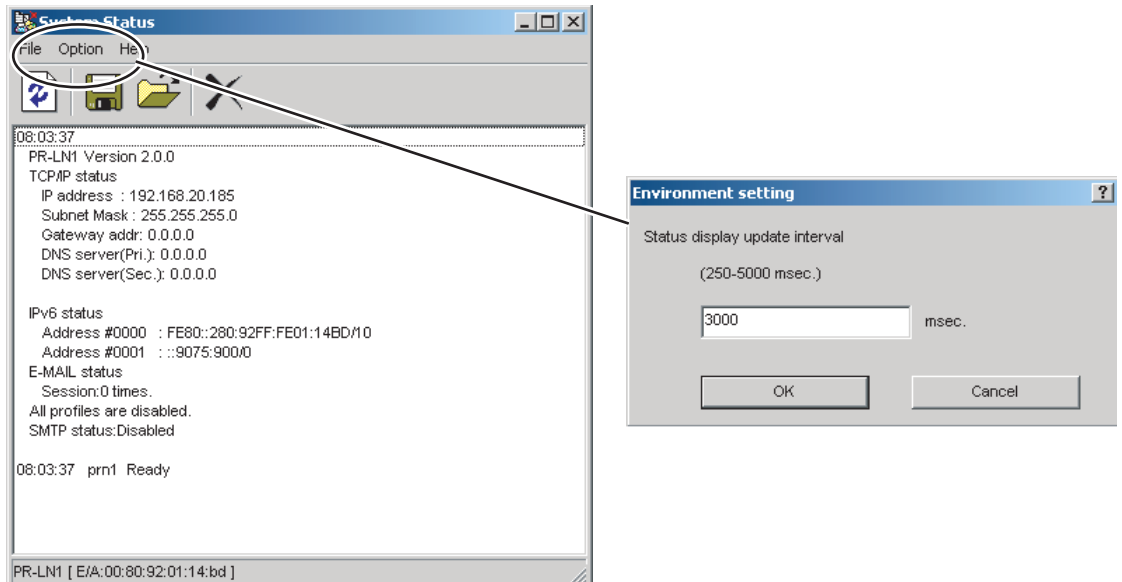 System Status
File Option Help
08:03:37
PR-LN1 Version 2.0.0
TCP/IP status
IP address : 192.168.20.185
Subnet Mask : 255.255.255.0
Gateway addr: 0.0.0.0
DNS server(Pri.): 0.0.0.0
DNS server(Sec.): 0.0.0.0
IPv6 status
Address #0000 : FE80::280:92FF:FE01:14BD/10
Address #0001 : ::9075:900/0
E-MAIL status
Session:0 times.
All profiles are disabled.
SMTP status:Disabled
08:03:37 prn1 Ready
PR-LN1 [ E/A:00:80:92:01:14:bd ]
Environment setting
?
Status display update interval
(250-5000 msec.)
3000 msec.
OK Cancel